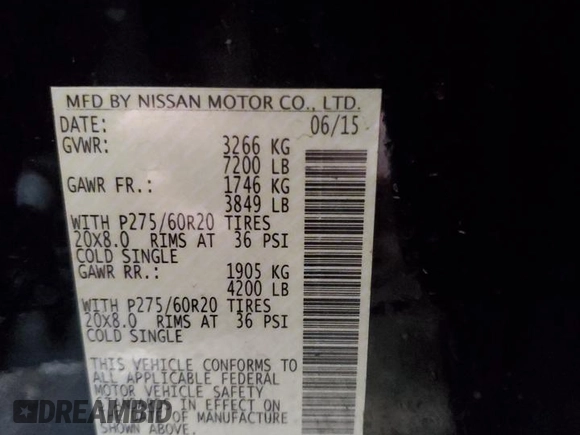 MFD BY NISSAN MOTOR CO., LTD.
DATE: 06/15
GVWR: 3266 KG
7200 LB
GAWR FR.: 1746 KG
3849 LB
WITH P275/60R20 TIRES
20X8.0 RIMS AT 36 PSI
COLD SINGLE
GAWR RR.: 1905 KG
4200 LB
WITH P275/60R20 TIRES
20X8.0 RIMS AT 36 PSI
COLD SINGLE
THIS VEHICLE CONFORMS TO
ALL APPLICABLE FEDERAL
MOTOR VEHICLE SAFETY
IN EFFECT ON
OF MANUFACTURE
SHOWN ABOVE.
DREAMBID